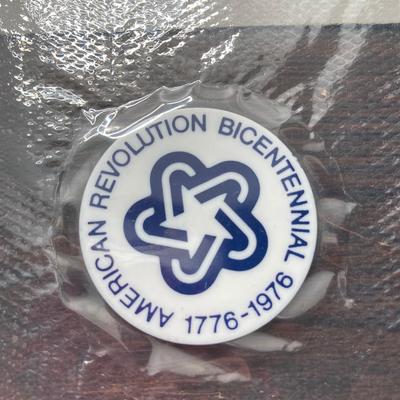 AMERICAN REVOLUTION BICENTENNIAL
1776-1976